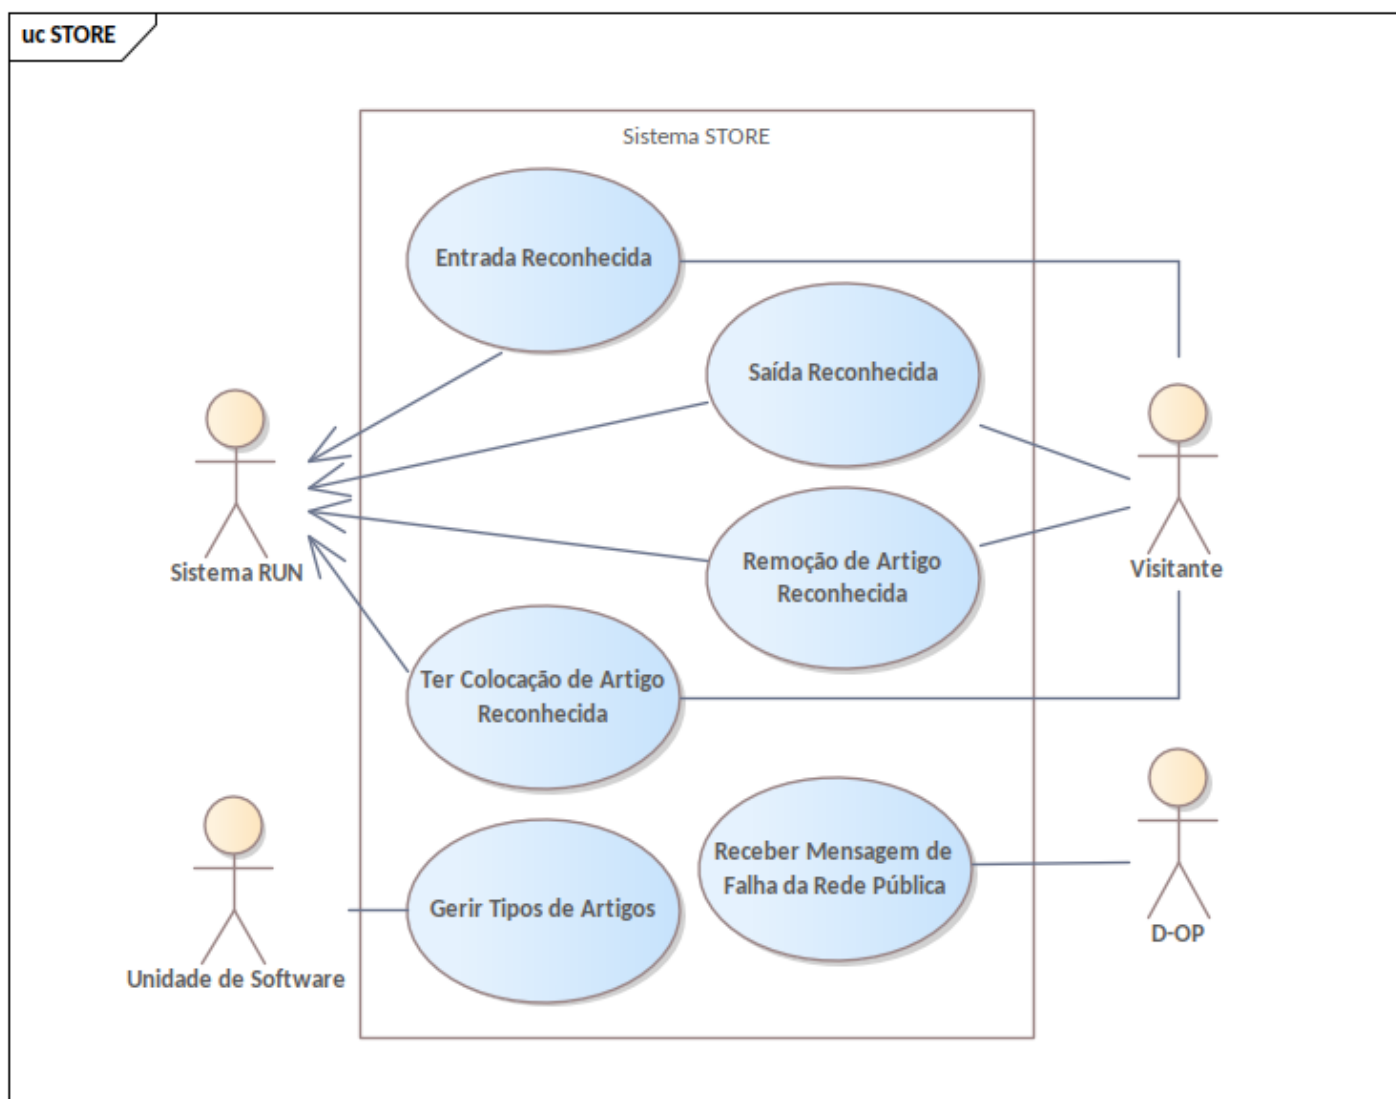 uc STORE
Sistema STORE
Entrada Reconhecida
Saída Reconhecida
Sistema RUN
Remoção de Artigo
Reconhecida
Visitante
Ter Colocação de Artigo
Reconhecida
Receber Mensagem de
Falha da Rede Pública
Gerir Tipos de Artigos
D-OP
Unidade de Software